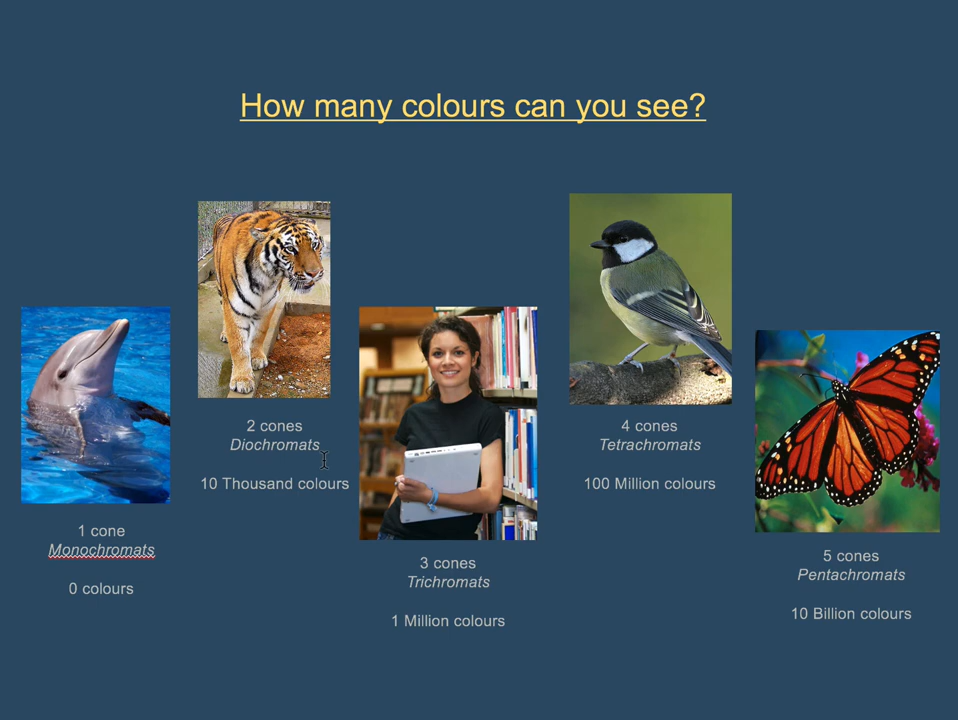 How many colours can you see?
1 cone
Monochromats
0 colours
2 cones
Diochromats
10 Thousand colours
3 cones
Trichromats
1 Million colours
4 cones
Tetrachromats
100 Million colours
5 cones
Pentachromats
10 Billion colours